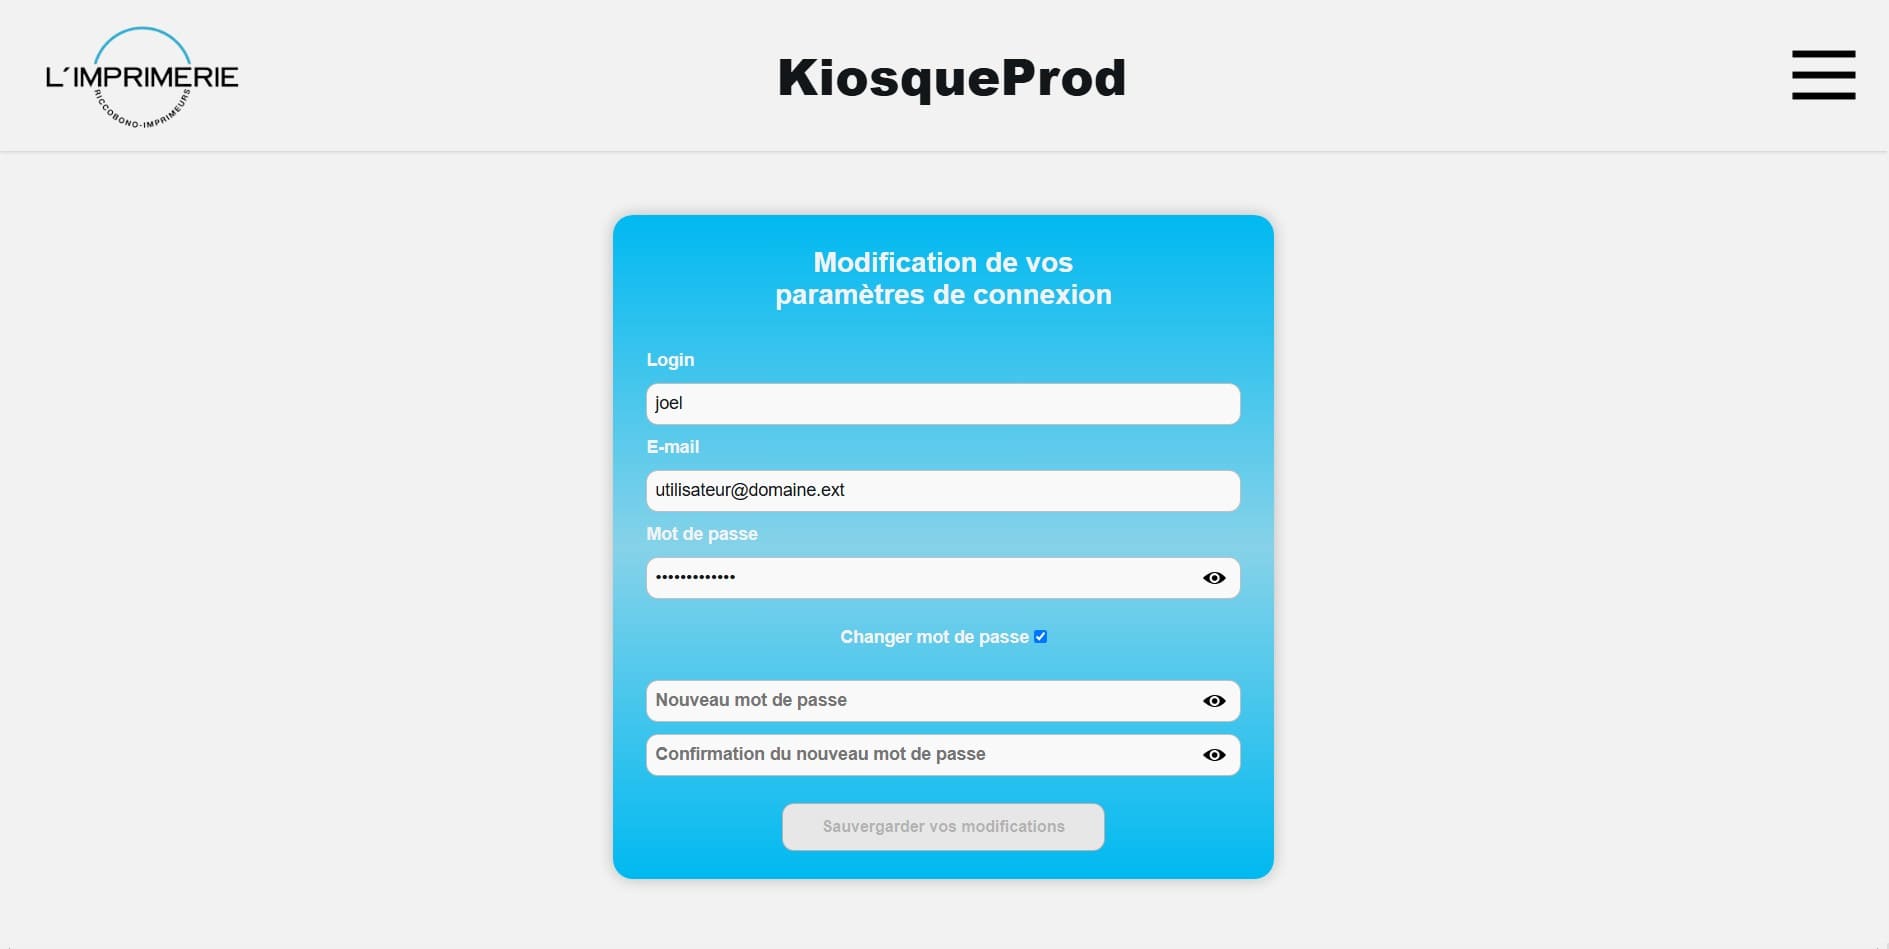 L´IMPRIMERIE
RICCOBONO-IMPRIMEURS
KiosqueProd
Modification de vos
paramètres de connexion
Login
joel
E-mail
utilisateur@domaine.ext
Mot de passe
•••••••••••••
Changer mot de passe
Nouveau mot de passe
Confirmation du nouveau mot de passe
Sauvergarder vos modifications